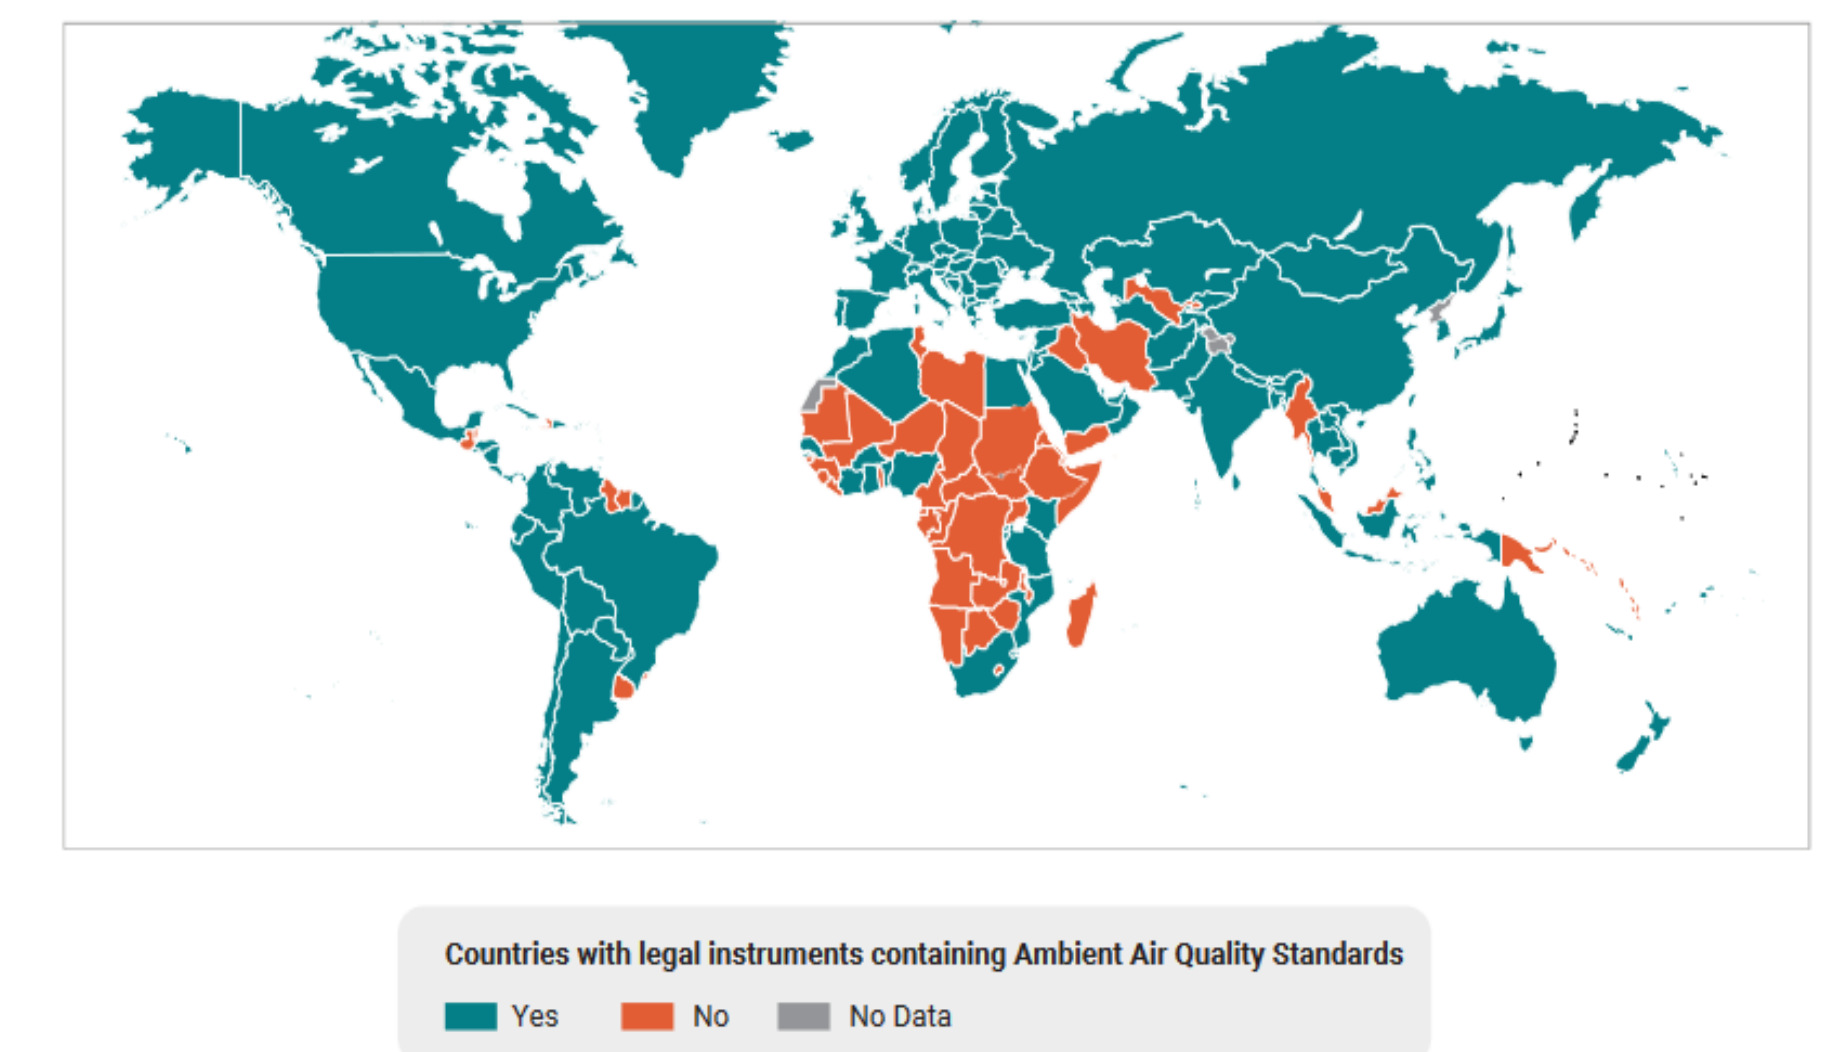 Countries with legal instruments containing Ambient Air Quality Standards
Yes No No Data